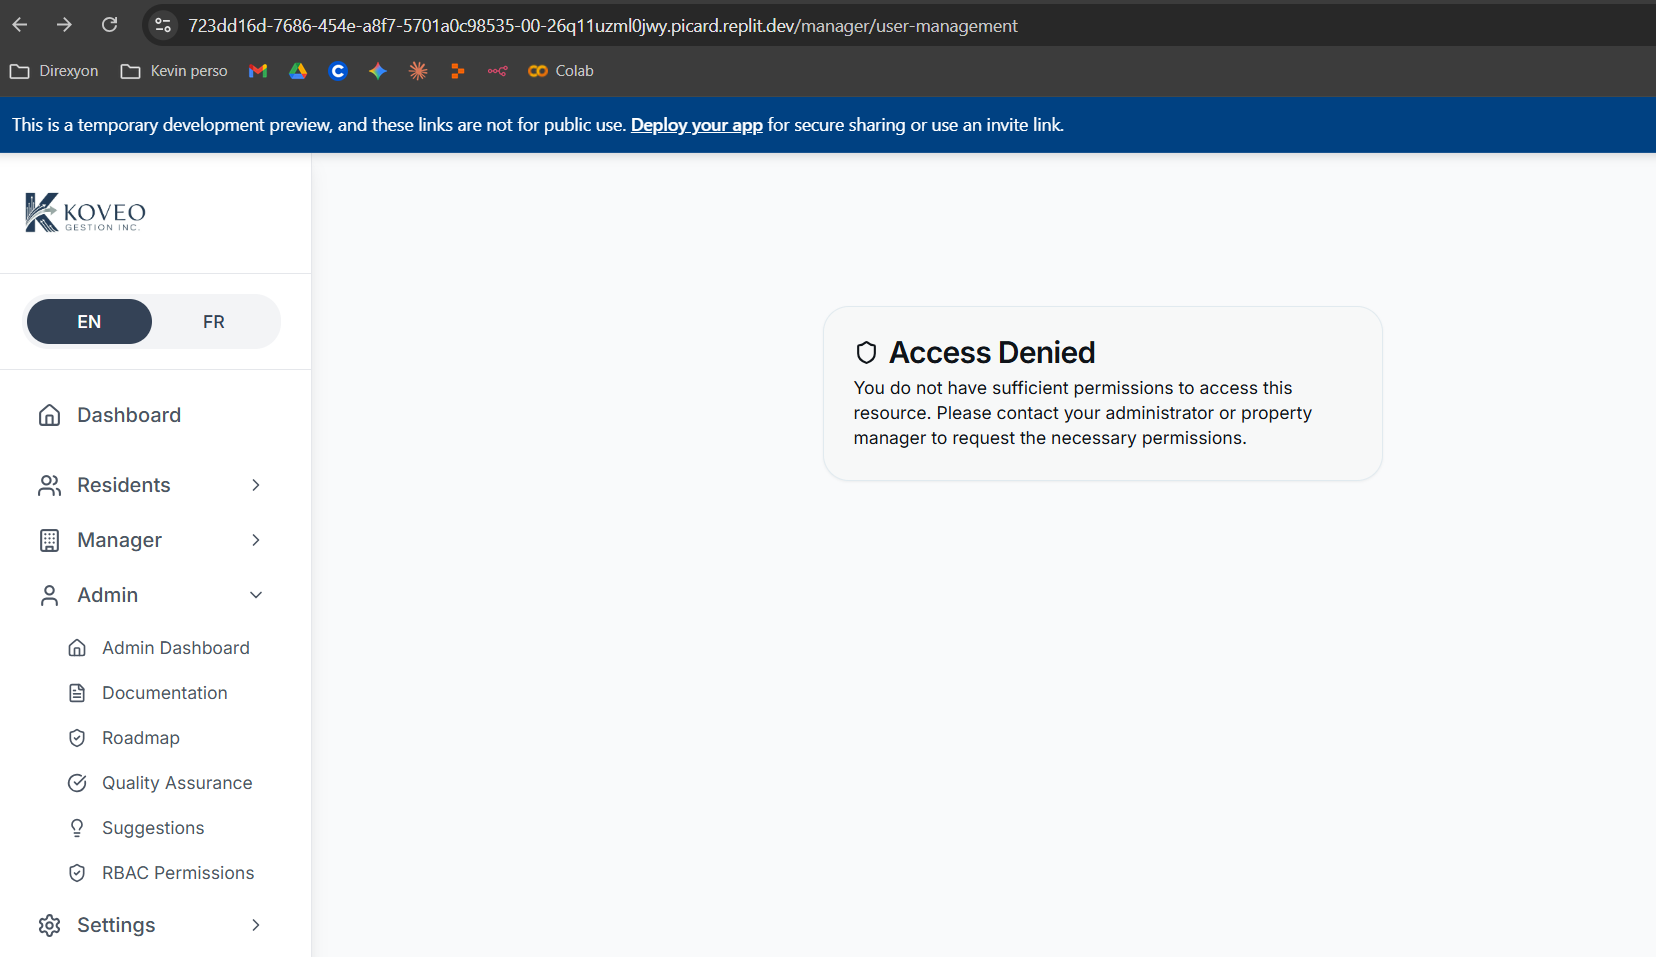 723dd16d-7686-454e-a8f7-5701a0c98535-00-26q11uzml0jwy.picard.replit.dev/manager/user-management
Direxyon
Kevin perso
Colab
This is a temporary development preview, and these links are not for public use. Deploy your app for secure sharing or use an invite link.
KOVEO
GESTION INC.
EN
FR
Dashboard
Residents
Manager
Admin
Admin Dashboard
Documentation
Roadmap
Quality Assurance
Suggestions
RBAC Permissions
Settings
Access Denied
You do not have sufficient permissions to access this
resource. Please contact your administrator or property
manager to request the necessary permissions.